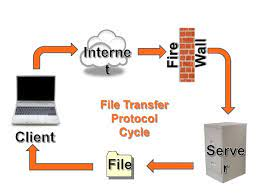 Interne
t
Fire
Wall
File Transfer
Protocol
Cycle
Client
File
Serve